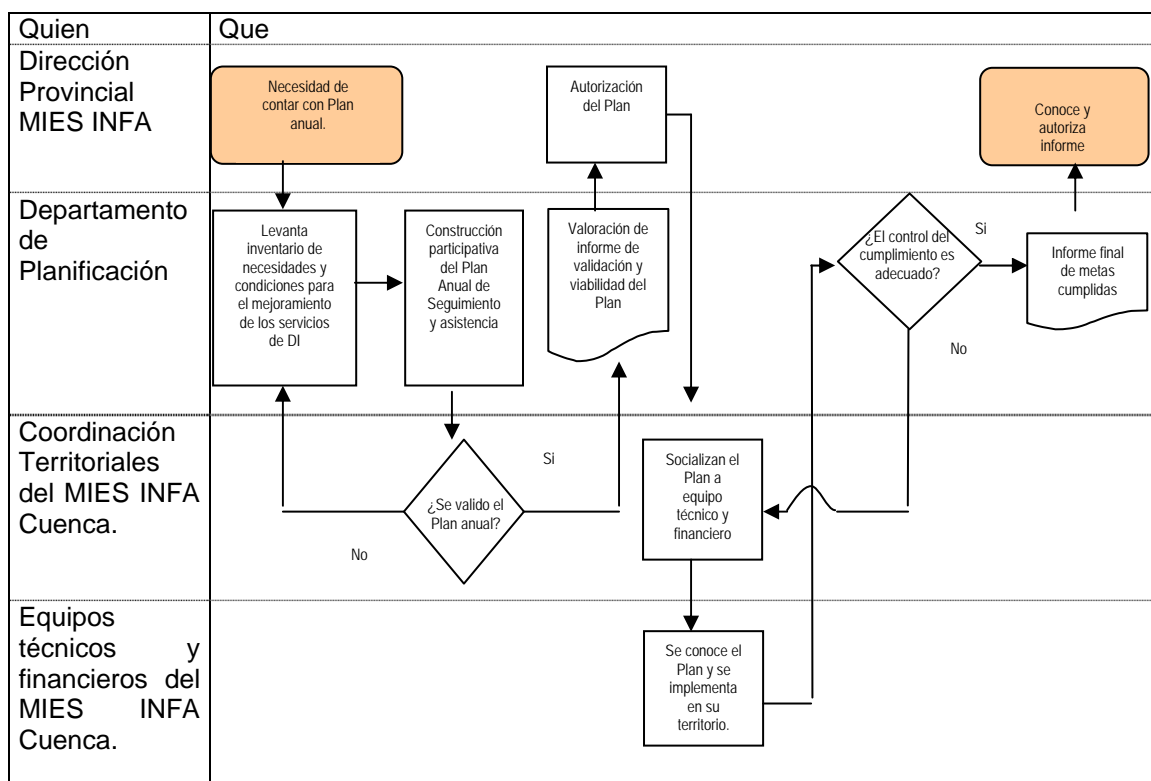 Quien
Que
Dirección
Provincial
MIES INFA
Necesidad de
contar con Plan
anual.
Autorización
del Plan
Conoce y
autoriza
informe
Departamento
de
Planificación
Levanta
inventario de
necesidades y
condiciones para
el mejoramiento
de los servicios
de DI
Construcción
participativa
del Plan
Anual de
Seguimiento
y asistencia
Valoración de
informe de
validación y
viabilidad del
Plan
¿El control del
cumplimiento es
adecuado?
Si
Informe final
de metas
cumplidas
No
Coordinación
Territoriales
del MIES INFA
Cuenca.
¿Se valido el
Plan anual?
Si
No
Socializan el
Plan a
equipo
técnico y
financiero
Equipos
técnicos y
financieros del
MIES INFA
Cuenca.
Se conoce el
Plan y se
implementa
en su
territorio.